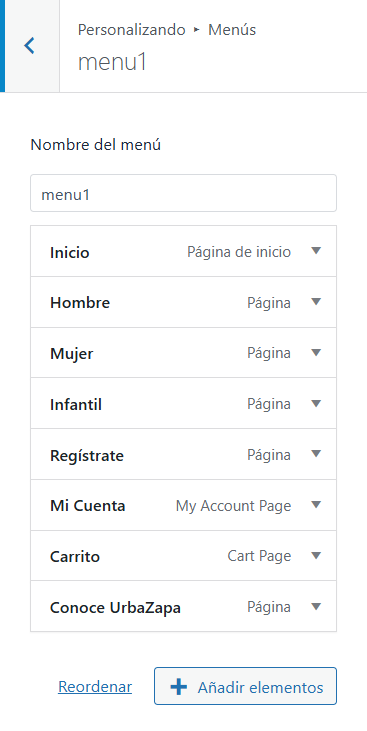 Personalizando ▸ Menús
menu1
Nombre del menú
menu1
Inicio Página de inicio
Hombre Página
Mujer Página
Infantil Página
Regístrate Página
Mi Cuenta My Account Page
Carrito Cart Page
Conoce UrbaZapa Página
Reordenar + Añadir elementos